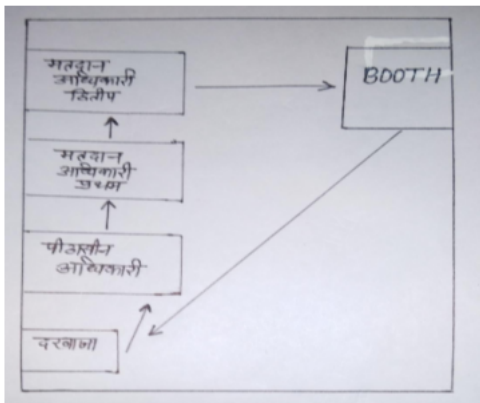 मतदान
अधिकारी
द्वितीय
BOOTH
मतदान
अधिकारी
प्रथम
पीठासीन
अधिकारी
दरवाजा